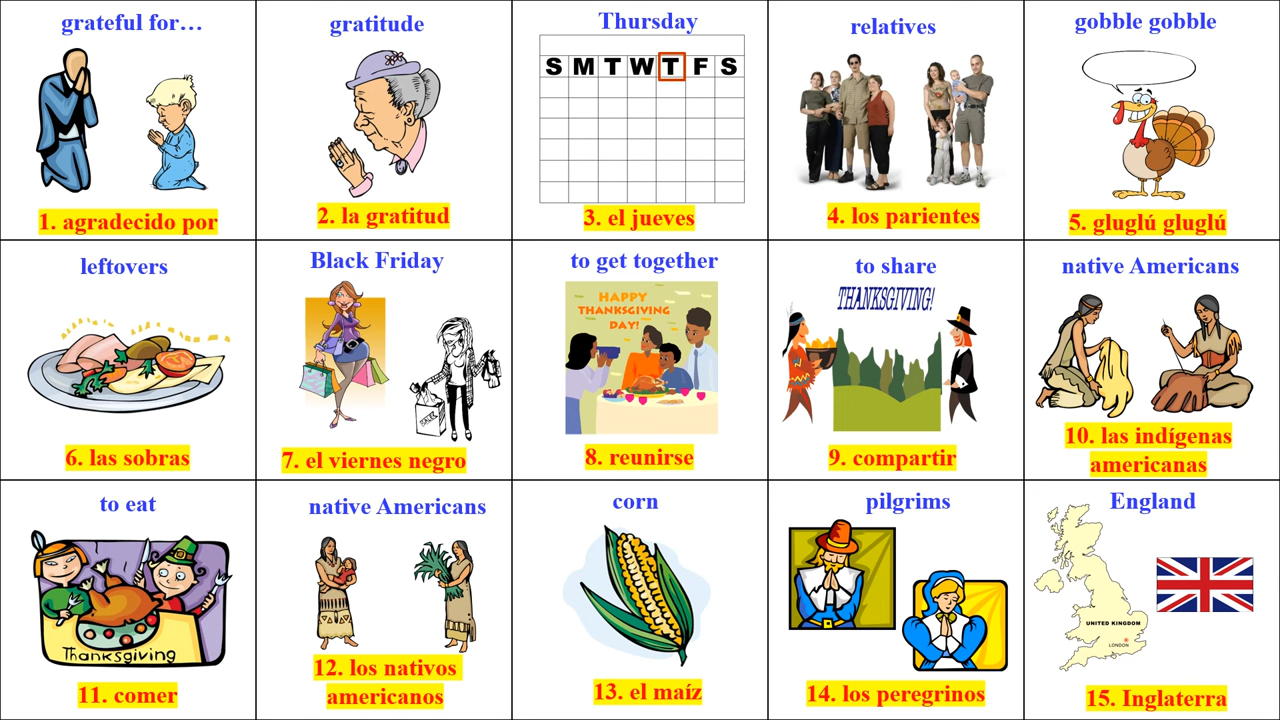 grateful for…
1. agradecido por
gratitude
2. la gratitud
Thursday
S M T W T F S
3. el jueves
relatives
4. los parientes
gobble gobble
5. gluglú gluglú
leftovers
6. las sobras
Black Friday
7. el viernes negro
to get together
HAPPY
THANKSGIVING
DAY!
8. reunirse
to share
THANKSGIVING!
9. compartir
native Americans
10. las indígenas
americanas
to eat
Thanksgiving
11. comer
native Americans
12. los nativos
americanos
corn
13. el maíz
pilgrims
14. los peregrinos
England
UNITED KINGDOM
LONDON
15. Inglaterra